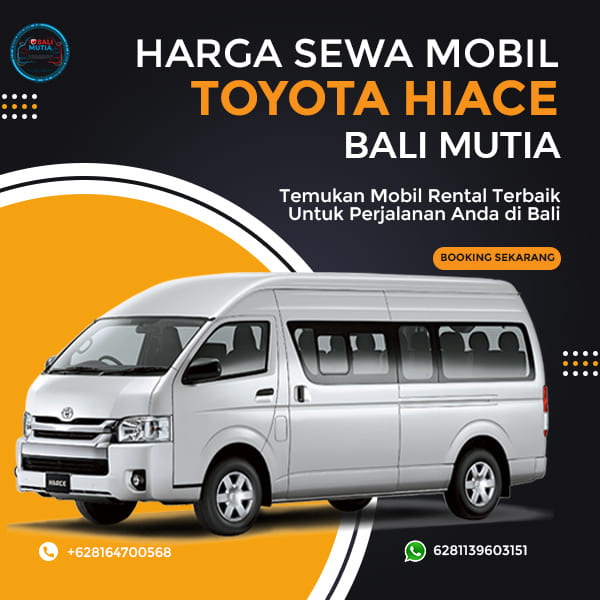 BALI
MUTIA
HARGA SEWA MOBIL
TOYOTA HIACE
BALI MUTIA
Temukan Mobil Rental Terbaik
Untuk Perjalanan Anda di Bali
BOOKING SEKARANG
HIACE
+628164700568
6281139603151